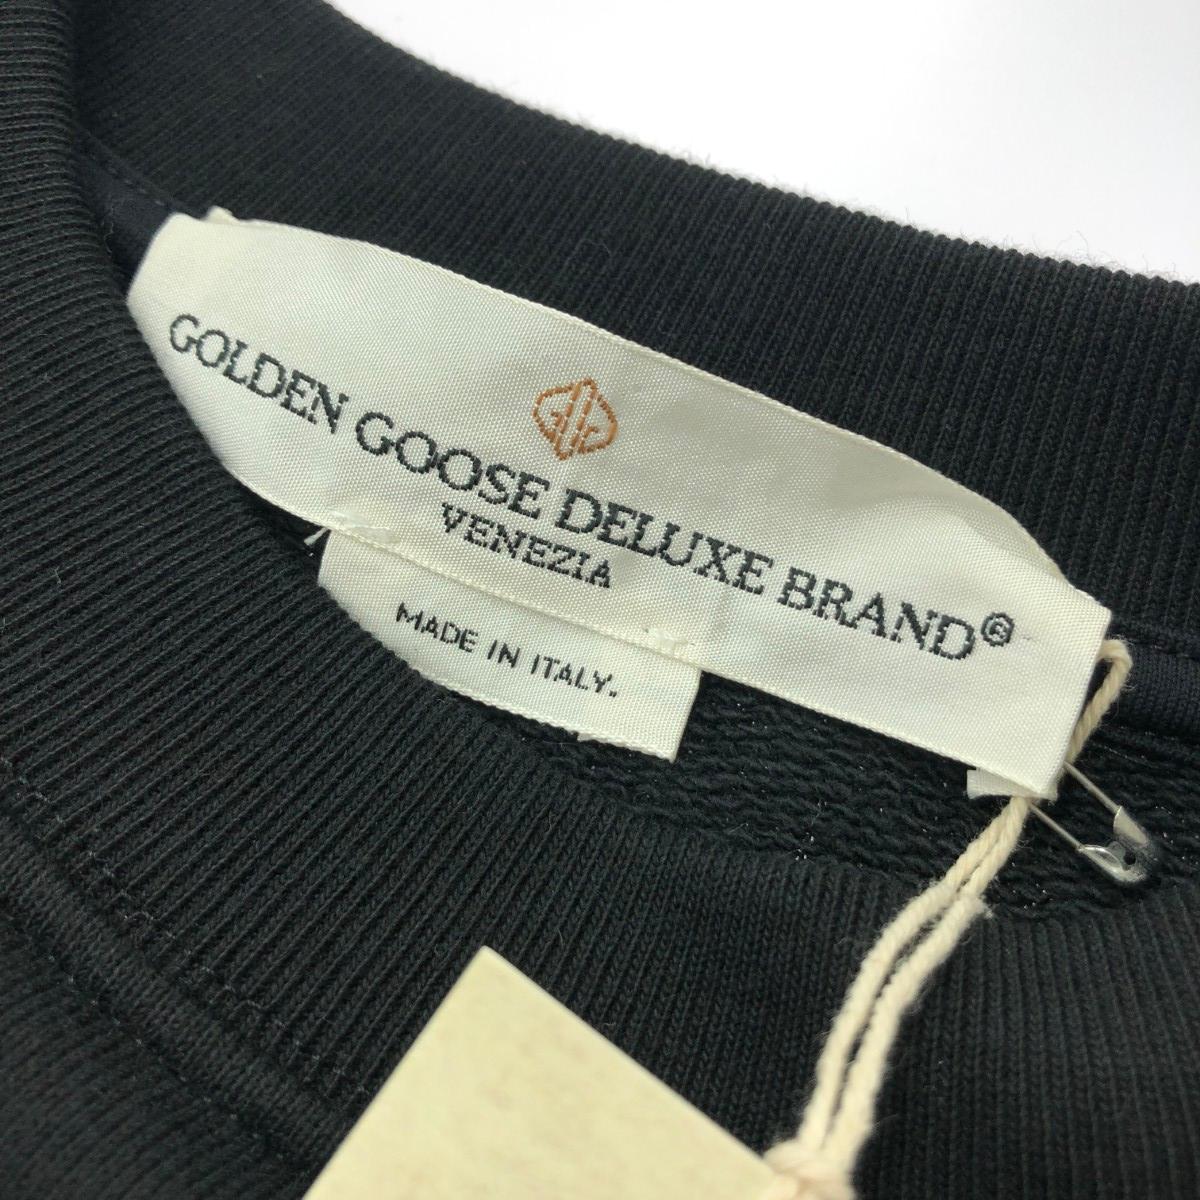 GOLDEN GOOSE DELUXE BRAND®
VENEZIA
MADE IN ITALY.